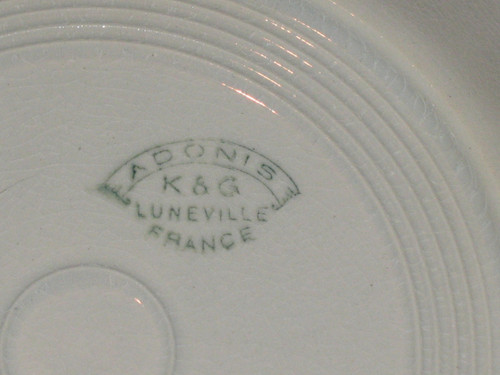 ADONIS
K & G
LUNEVILLE
FRANCE